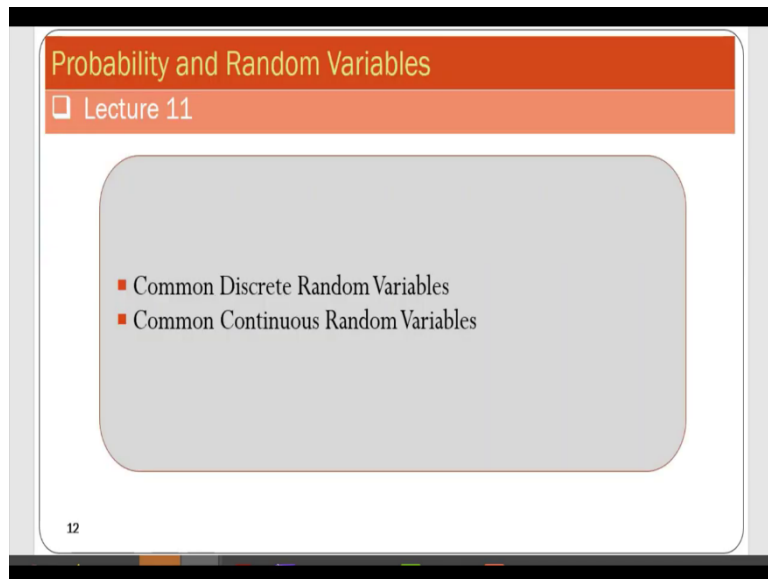 Probability and Random Variables
Lecture 11
Common Discrete Random Variables
Common Continuous Random Variables
12